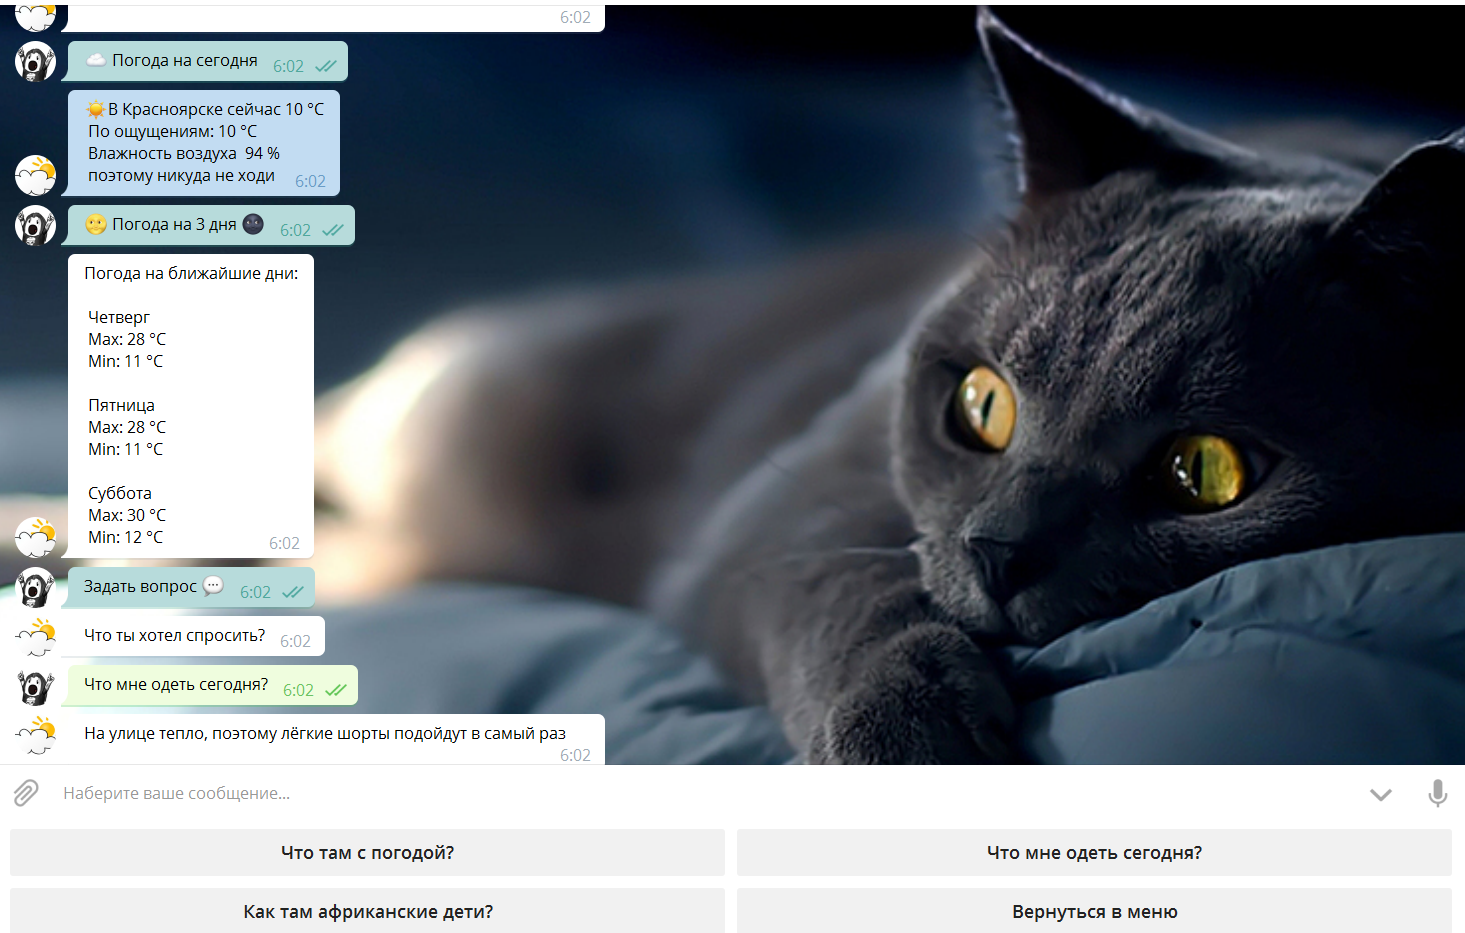 6:02
Погода на сегодня 6:02
В Красноярске сейчас 10 °C
По ощущениям: 10 °C
Влажность воздуха 94 %
поэтому никуда не ходи 6:02
Погода на 3 дня 6:02
Погода на ближайшие дни:
Четверг
Max: 28 °C
Min: 11 °C
Пятница
Max: 28 °C
Min: 11 °C
Суббота
Max: 30 °C
Min: 12 °C
6:02
Задать вопрос 6:02
Что ты хотел спросить? 6:02
Что мне одеть сегодня? 6:02
На улице тепло, поэтому лёгкие шорты подойдут в самый раз
6:02
Наберите ваше сообщение...
Что там с погодой? Что мне одеть сегодня?
Как там африканские дети? Вернуться в меню